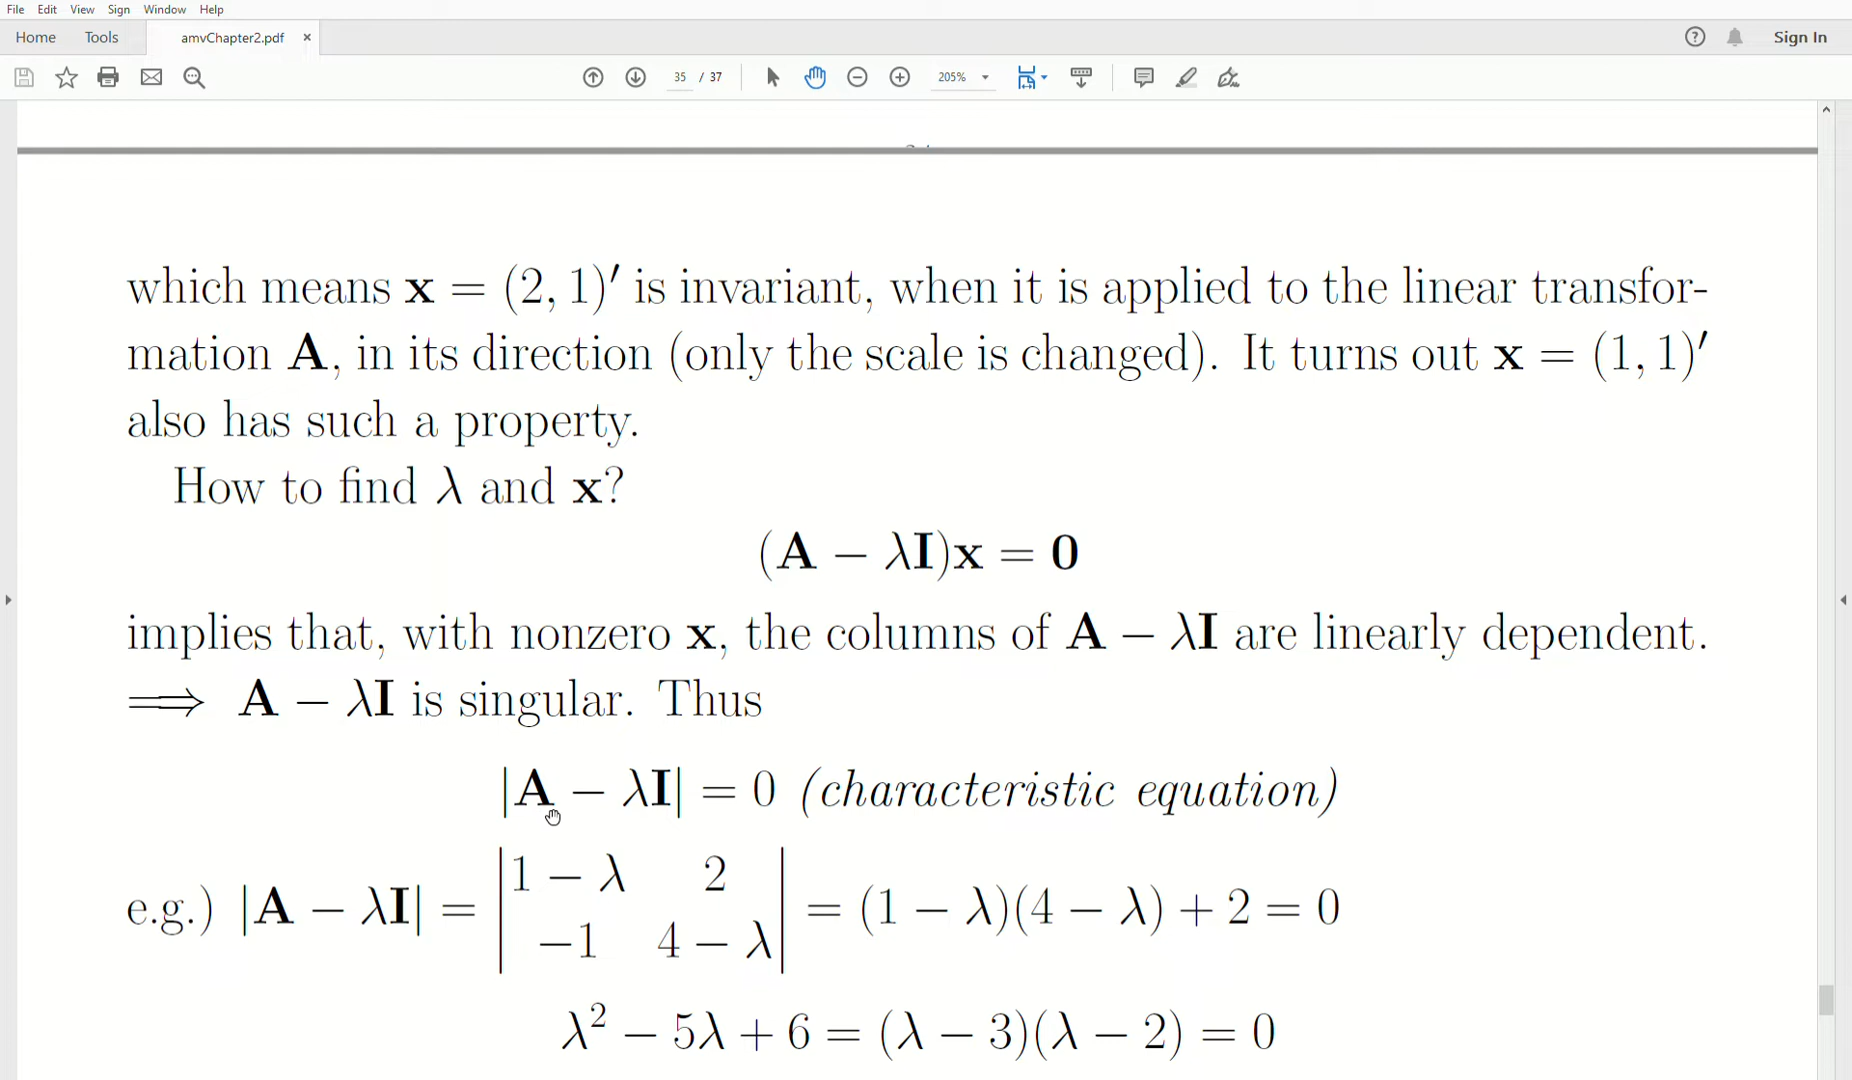 File Edit View Sign Window Help
Home Tools amvChapter2.pdf × Sign In
35 / 37 205%
which means x = (2, 1)′ is invariant, when it is applied to the linear transfor-
mation A, in its direction (only the scale is changed). It turns out x = (1, 1)′
also has such a property.
How to find λ and x?
(A − λI)x = 0
implies that, with nonzero x, the columns of A − λI are linearly dependent.
⟹ A − λI is singular. Thus
|A − λI| = 0 (characteristic equation)
e.g.) |A − λI| = |1 − λ 2
−1 4 − λ| = (1 − λ)(4 − λ) + 2 = 0
λ² − 5λ + 6 = (λ − 3)(λ − 2) = 0